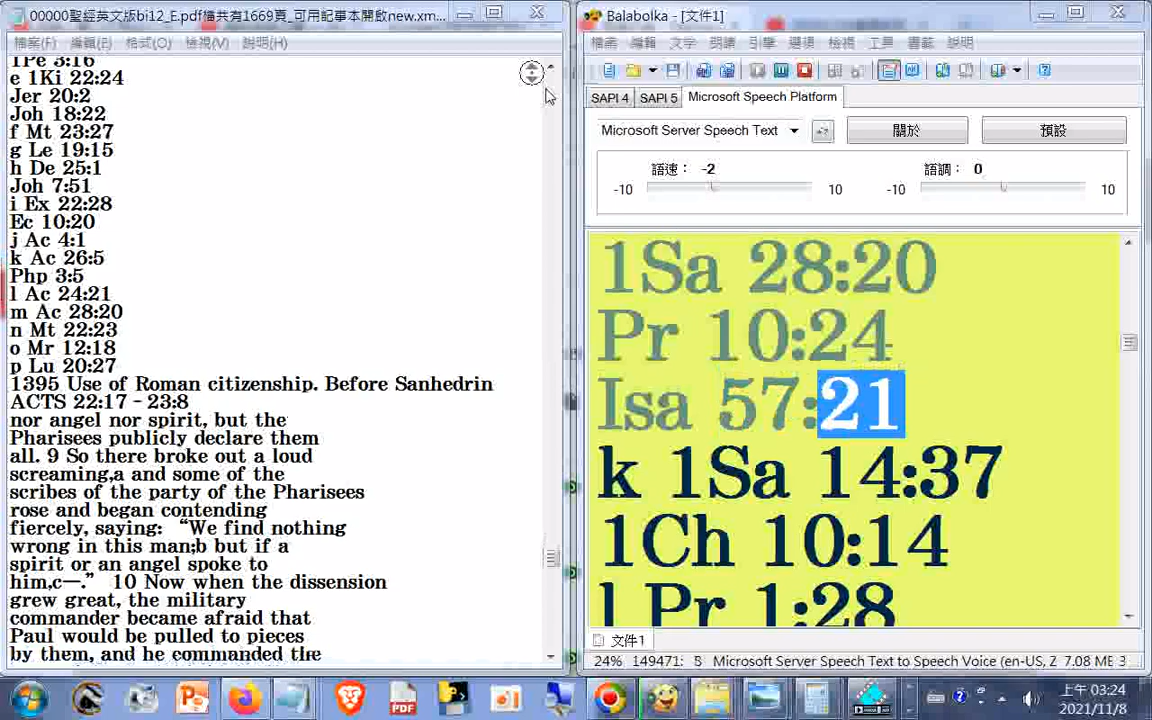 00000聖經英文版bi12_E.pdf檔共有1669頁_可用記事本開啟new.xm...
檔案(F) 編輯(E) 格式(O) 檢視(V) 說明(H)
1Pe 3:16
e 1Ki 22:24
Jer 20:2
Joh 18:22
f Mt 23:27
g Le 19:15
h De 25:1
Joh 7:51
i Ex 22:28
Ec 10:20
j Ac 4:1
k Ac 26:5
Php 3:5
l Ac 24:21
m Ac 28:20
n Mt 22:23
o Mr 12:18
p Lu 20:27
1395 Use of Roman citizenship. Before Sanhedrin
ACTS 22:17 - 23:8
nor angel nor spirit, but the
Pharisees publicly declare them
all. 9 So there broke out a loud
screaming,a and some of the
scribes of the party of the Pharisees
rose and began contending
fiercely, saying: “We find nothing
wrong in this man;b but if a
spirit or an angel spoke to
him,c—.” 10 Now when the dissension
grew great, the military
commander became afraid that
Paul would be pulled to pieces
by them, and he commanded the
Balabolka - [文件1]
檔案 編輯 文字 朗讀 引擎 選項 檢視 工具 書籤 說明
SAPI 4 SAPI 5 Microsoft Speech Platform
Microsoft Server Speech Text 關於 預設
語速： -2 語調： 0
-10 10 -10 10
1Sa 28:20
Pr 10:24
Isa 57:21
k 1Sa 14:37
1Ch 10:14
l Pr 1:28
文件1
24% 149471: Microsoft Server Speech Text to Speech Voice (en-US, Z 7.08 MB 3
PDF
上午 03:24
2021/11/8